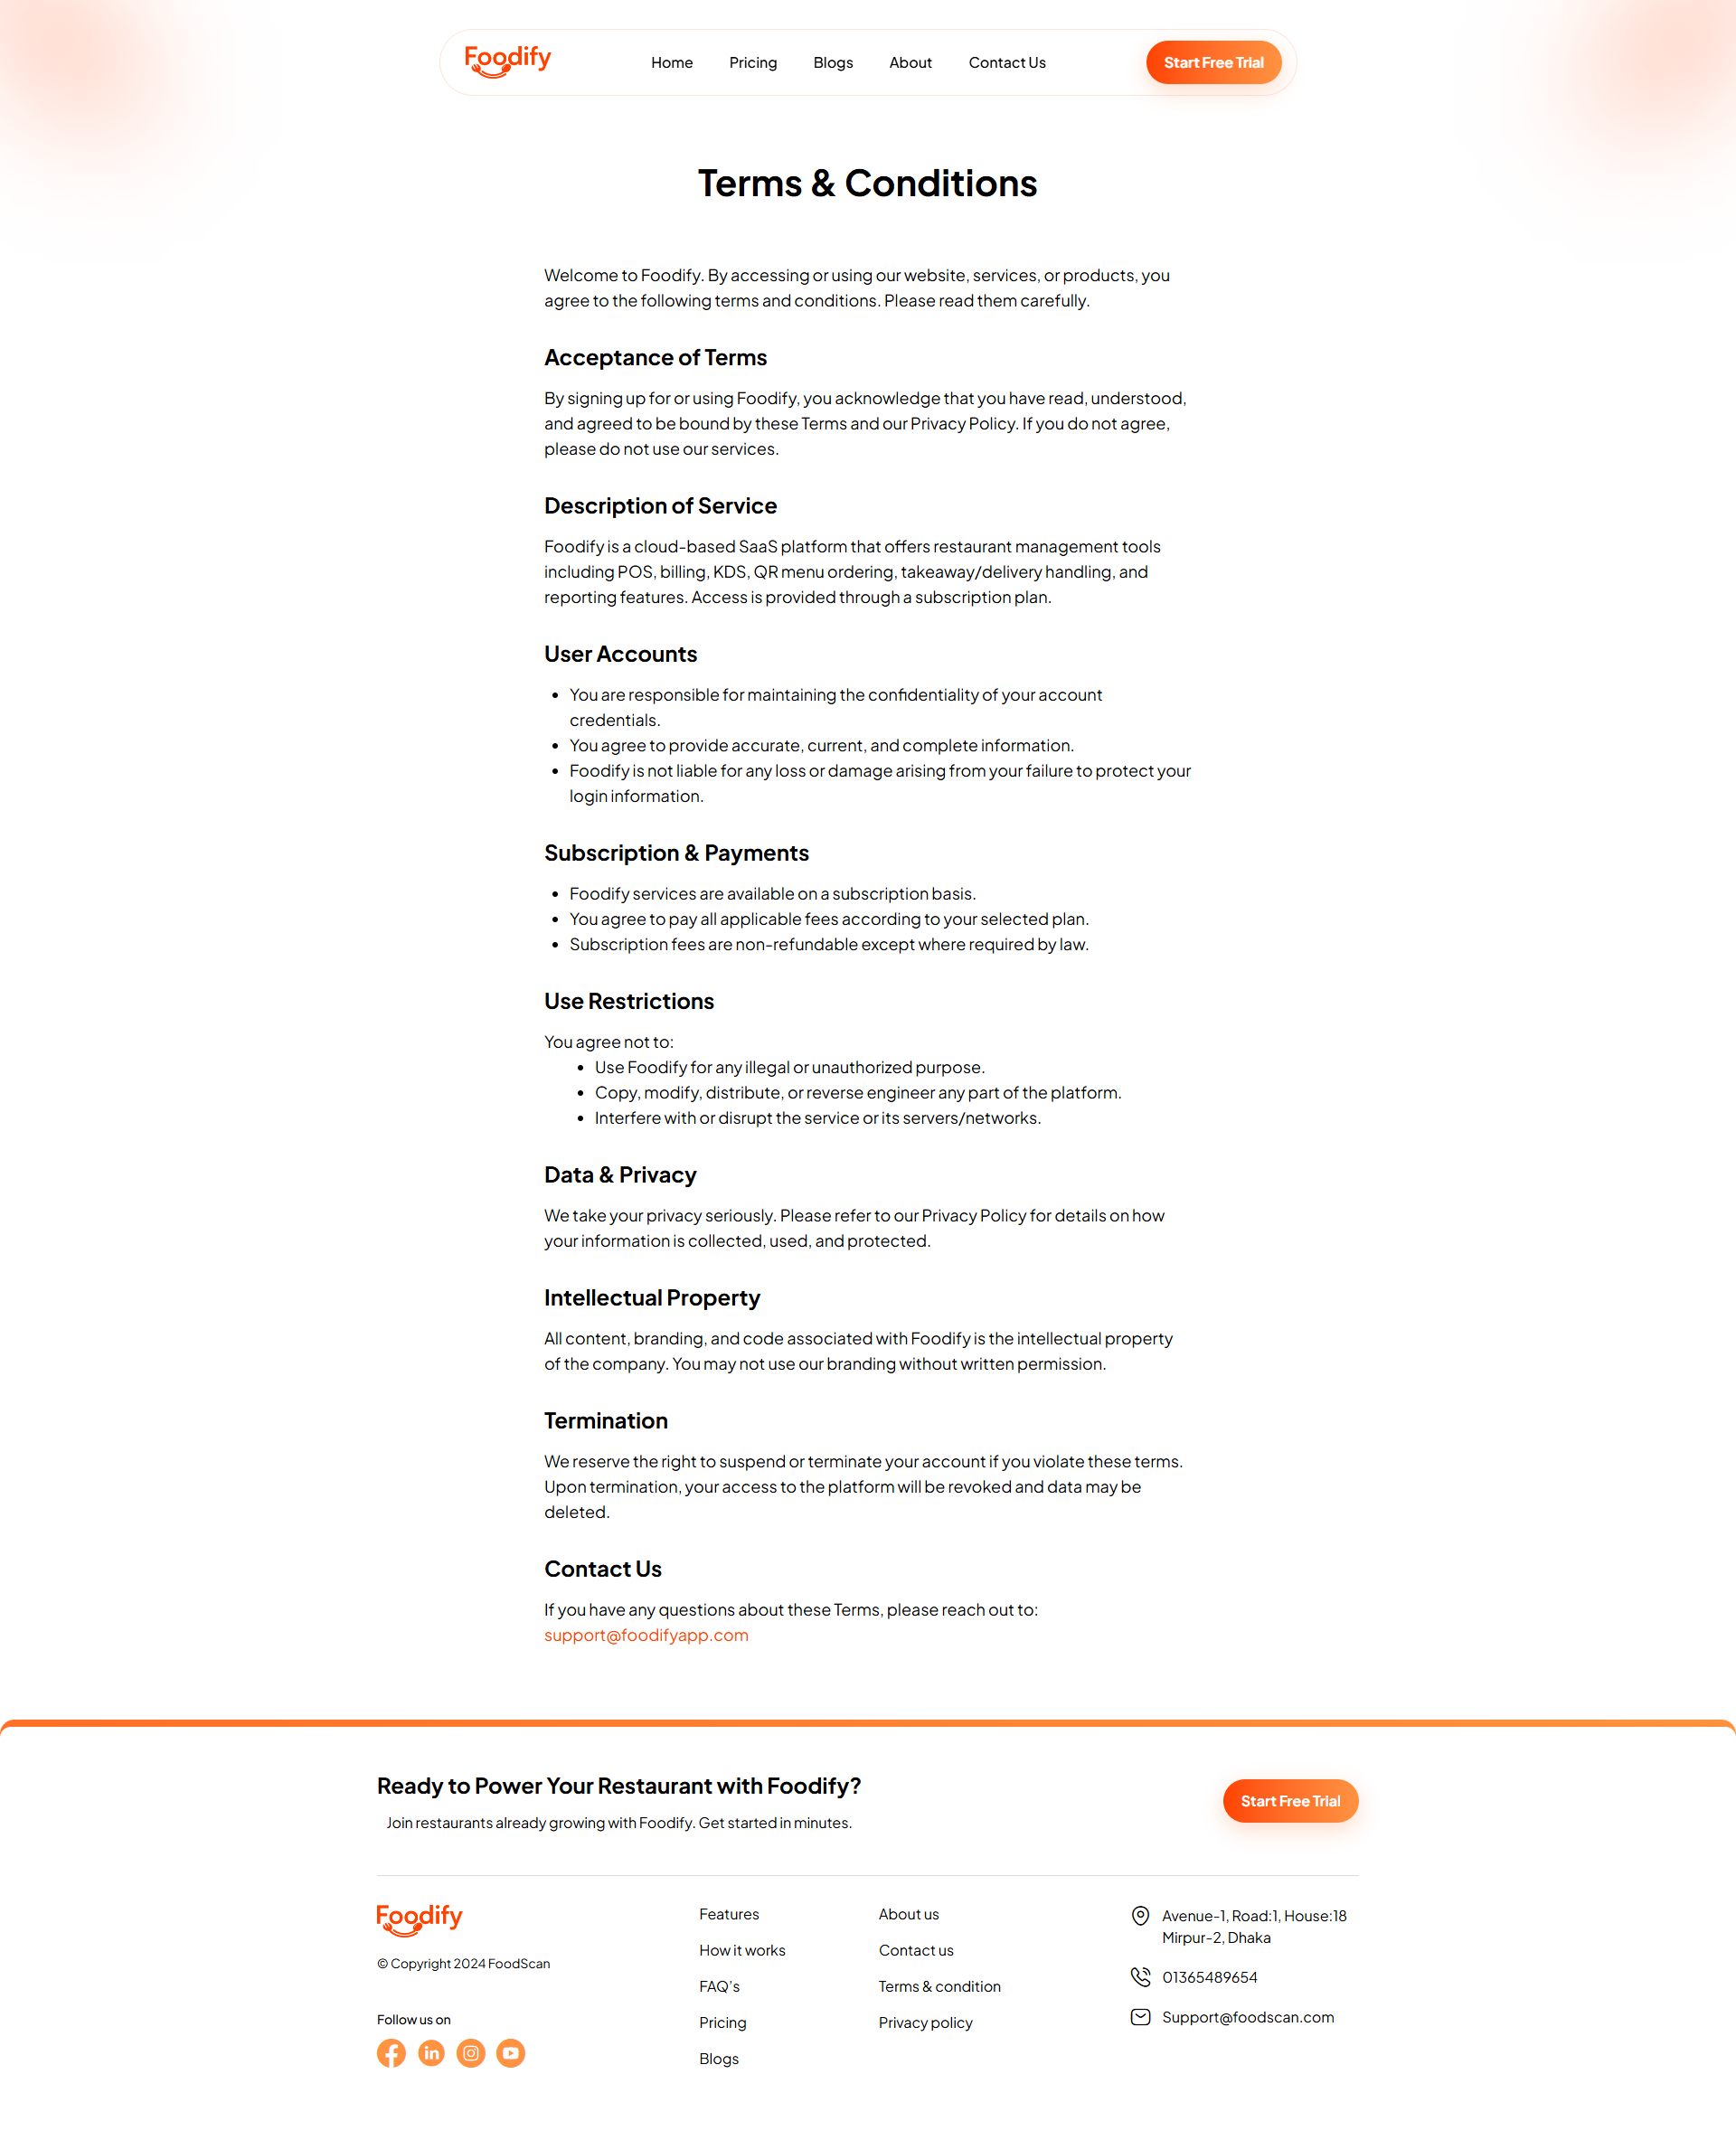 Foodify
Home
Pricing
Blogs
About
Contact Us
Start Free Trial
Terms & Conditions
Welcome to Foodify. By accessing or using our website, services, or products, you
agree to the following terms and conditions. Please read them carefully.
Acceptance of Terms
By signing up for or using Foodify, you acknowledge that you have read, understood,
and agreed to be bound by these Terms and our Privacy Policy. If you do not agree,
please do not use our services.
Description of Service
Foodify is a cloud-based SaaS platform that offers restaurant management tools
including POS, billing, KDS, QR menu ordering, takeaway/delivery handling, and
reporting features. Access is provided through a subscription plan.
User Accounts
• You are responsible for maintaining the confidentiality of your account
credentials.
• You agree to provide accurate, current, and complete information.
• Foodify is not liable for any loss or damage arising from your failure to protect your
login information.
Subscription & Payments
• Foodify services are available on a subscription basis.
• You agree to pay all applicable fees according to your selected plan.
• Subscription fees are non-refundable except where required by law.
Use Restrictions
You agree not to:
• Use Foodify for any illegal or unauthorized purpose.
• Copy, modify, distribute, or reverse engineer any part of the platform.
• Interfere with or disrupt the service or its servers/networks.
Data & Privacy
We take your privacy seriously. Please refer to our Privacy Policy for details on how
your information is collected, used, and protected.
Intellectual Property
All content, branding, and code associated with Foodify is the intellectual property
of the company. You may not use our branding without written permission.
Termination
We reserve the right to suspend or terminate your account if you violate these terms.
Upon termination, your access to the platform will be revoked and data may be
deleted.
Contact Us
If you have any questions about these Terms, please reach out to:
support@foodifyapp.com
Ready to Power Your Restaurant with Foodify?
Join restaurants already growing with Foodify. Get started in minutes.
Start Free Trial
Foodify
© Copyright 2024 FoodScan
Follow us on
Features
How it works
FAQ's
Pricing
Blogs
About us
Contact us
Terms & condition
Privacy policy
Avenue-1, Road:1, House:18
Mirpur-2, Dhaka
01365489654
Support@foodscan.com